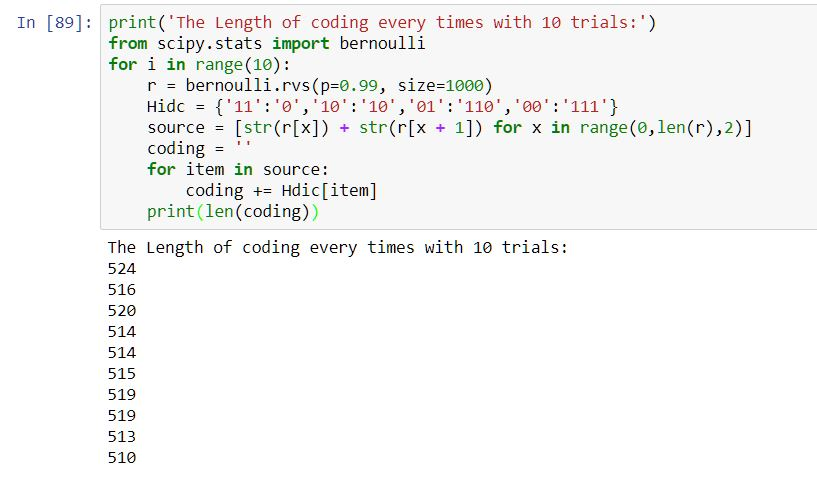 In [89]: print('The Length of coding every times with 10 trials:')
from scipy.stats import bernoulli
for i in range(10):
    r = bernoulli.rvs(p=0.99, size=1000)
    Hidc = {'11':'0','10':'10','01':'110','00':'111'}
    source = [str(r[x]) + str(r[x + 1]) for x in range(0,len(r),2)]
    coding = ''
    for item in source:
        coding += Hdic[item]
    print(len(coding))
The Length of coding every times with 10 trials:
524
516
520
514
514
515
519
519
513
510